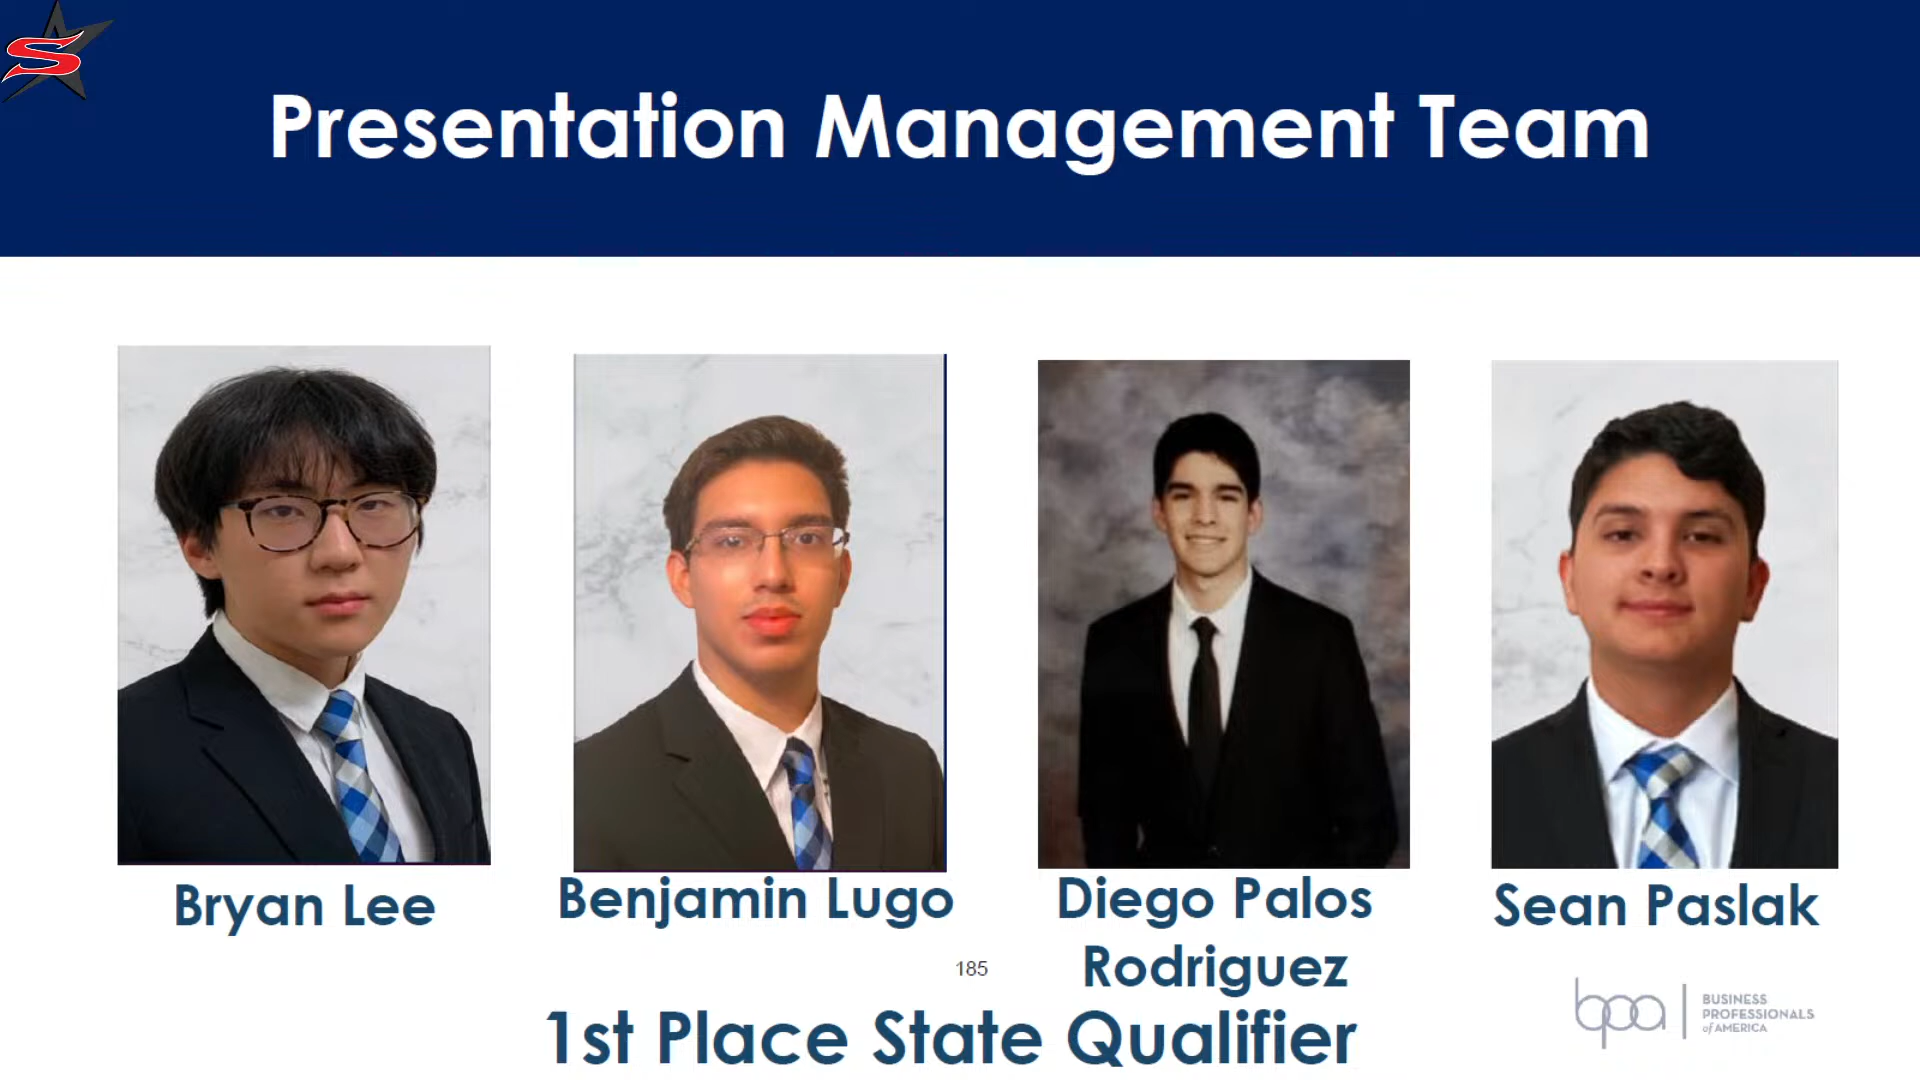 S
Presentation Management Team
Bryan Lee
Benjamin Lugo
Diego Palos
Rodriguez
Sean Paslak
185
1st Place State Qualifier
bpa
BUSINESS
PROFESSIONALS
of AMERICA